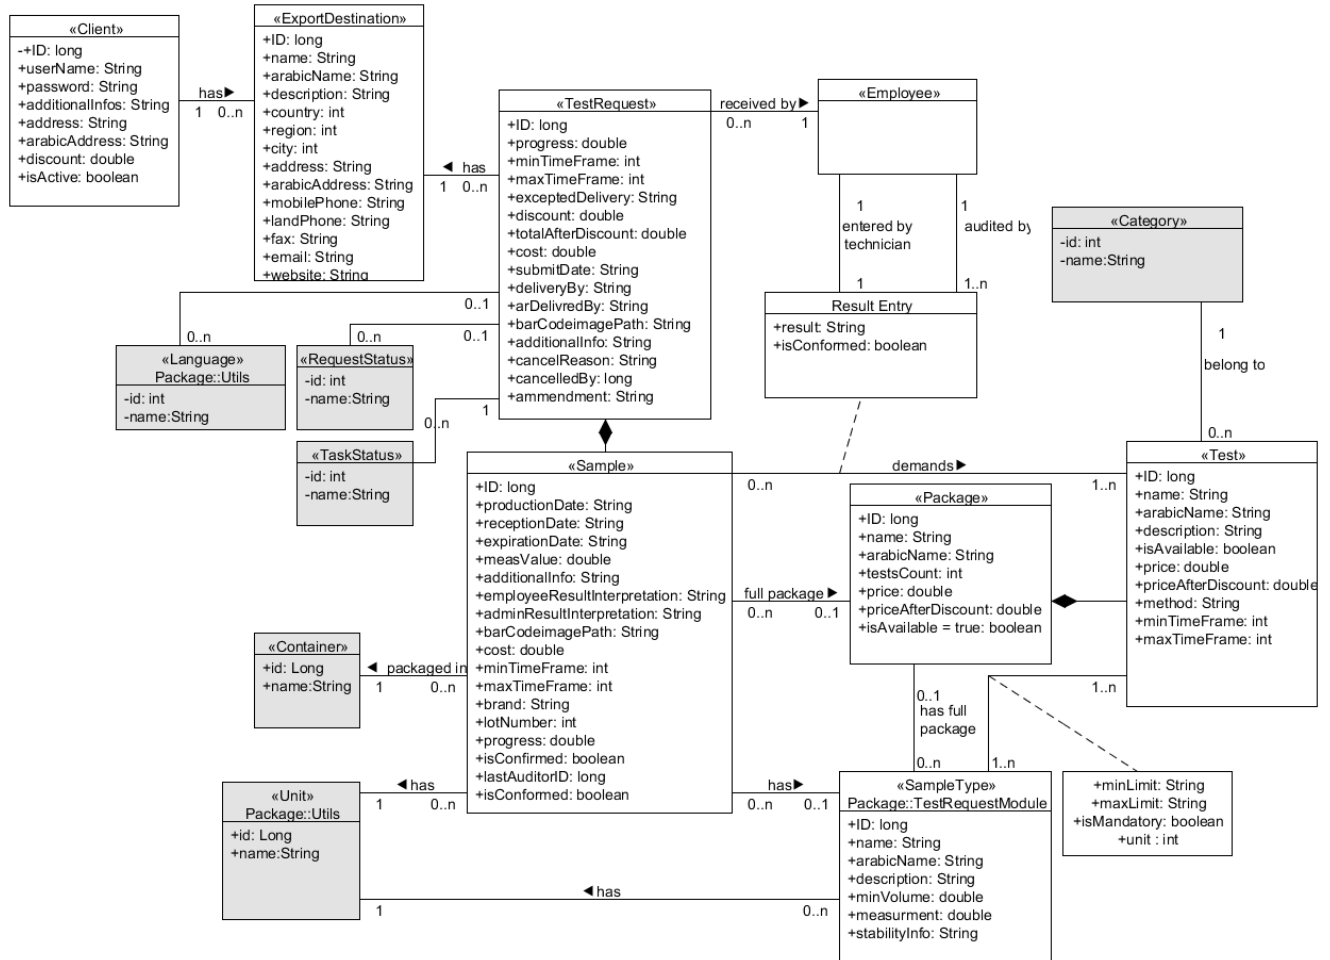 «Client»
-+ID: long
+userName: String
+password: String
+additionalInfos: String
+address: String
+arabicAddress: String
+discount: double
+isActive: boolean
has
1 0..n
«ExportDestination»
+ID: long
+name: String
+arabicName: String
+description: String
+country: int
+region: int
+city: int
+address: String
+arabicAddress: String
+mobilePhone: String
+landPhone: String
+fax: String
+email: String
+website: String
has
1 0..n
«TestRequest»
+ID: long
+progress: double
+minTimeFrame: int
+maxTimeFrame: int
+exceptedDelivery: String
+discount: double
+totalAfterDiscount: double
+cost: double
+submitDate: String
+deliveryBy: String
+arDelivredBy: String
+barCodeimagePath: String
+additionalInfo: String
+cancelReason: String
+cancelledBy: long
+ammendment: String
received by
0..n 1
«Employee»
1
entered by
technician
1
1
audited by
1..n
Result Entry
+result: String
+isConformed: boolean
«Category»
-id: int
-name:String
1
belong to
0..n
0..1
0..n
«Language»
Package::Utils
-id: int
-name:String
0..1
0..n
«RequestStatus»
-id: int
-name:String
1
0..n
«TaskStatus»
-id: int
-name:String
«Sample»
+ID: long
+productionDate: String
+receptionDate: String
+expirationDate: String
+measValue: double
+additionalInfo: String
+employeeResultInterpretation: String
+adminResultInterpretation: String
+barCodeimagePath: String
+cost: double
+minTimeFrame: int
+maxTimeFrame: int
+brand: String
+lotNumber: int
+progress: double
+isConfirmed: boolean
+lastAuditorID: long
+isConformed: boolean
demands
0..n 1..n
«Test»
+ID: long
+name: String
+arabicName: String
+description: String
+isAvailable: boolean
+price: double
+priceAfterDiscount: double
+method: String
+minTimeFrame: int
+maxTimeFrame: int
full package
0..n 0..1
«Package»
+ID: long
+name: String
+arabicName: String
+testsCount: int
+price: double
+priceAfterDiscount: double
+isAvailable = true: boolean
0..1
has full
package
0..n
1..n
1..n
«Container»
+id: Long
+name:String
packaged in
1 0..n
«Unit»
Package::Utils
+id: Long
+name:String
has
1 0..n
has
0..n 0..1
has
1 0..n
«SampleType»
Package::TestRequestModule
+ID: long
+name: String
+arabicName: String
+description: String
+minVolume: double
+measurment: double
+stabilityInfo: String
+minLimit: String
+maxLimit: String
+isMandatory: boolean
+unit : int